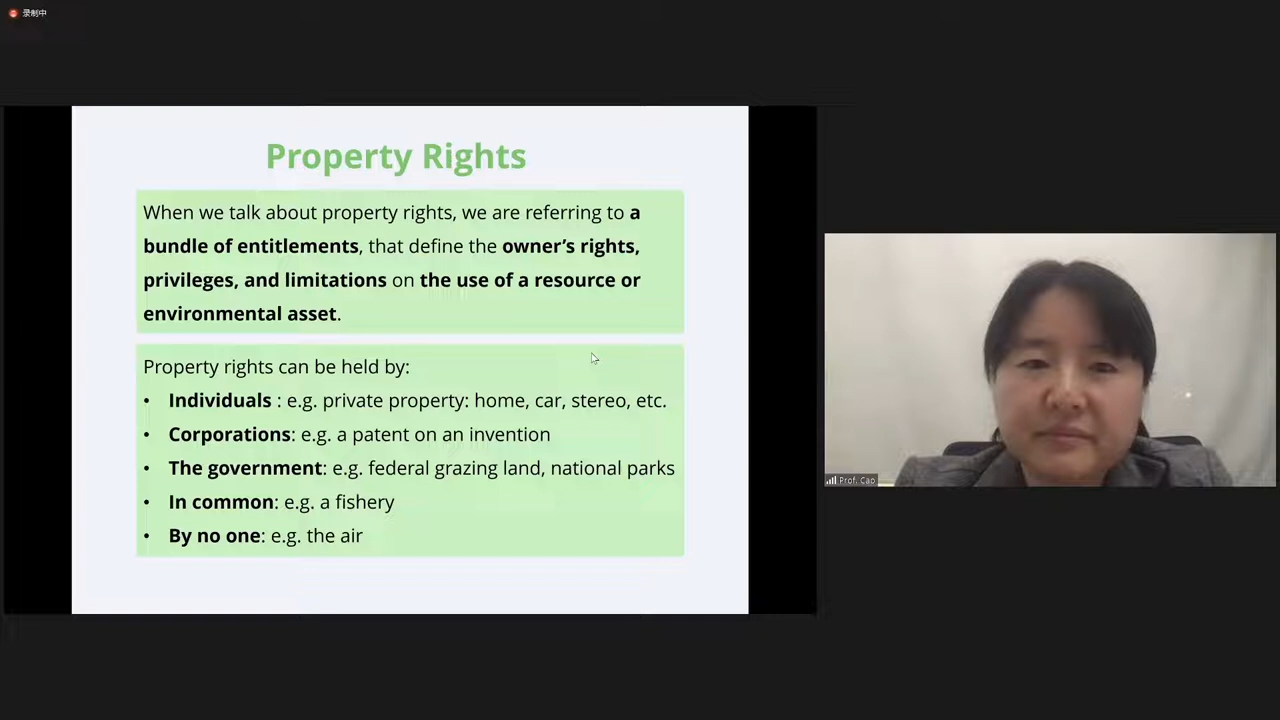 录制中
Property Rights
When we talk about property rights, we are referring to a
bundle of entitlements, that define the owner’s rights,
privileges, and limitations on the use of a resource or
environmental asset.
Property rights can be held by:
• Individuals : e.g. private property: home, car, stereo, etc.
• Corporations: e.g. a patent on an invention
• The government: e.g. federal grazing land, national parks
• In common: e.g. a fishery
• By no one: e.g. the air
Prof. Cao